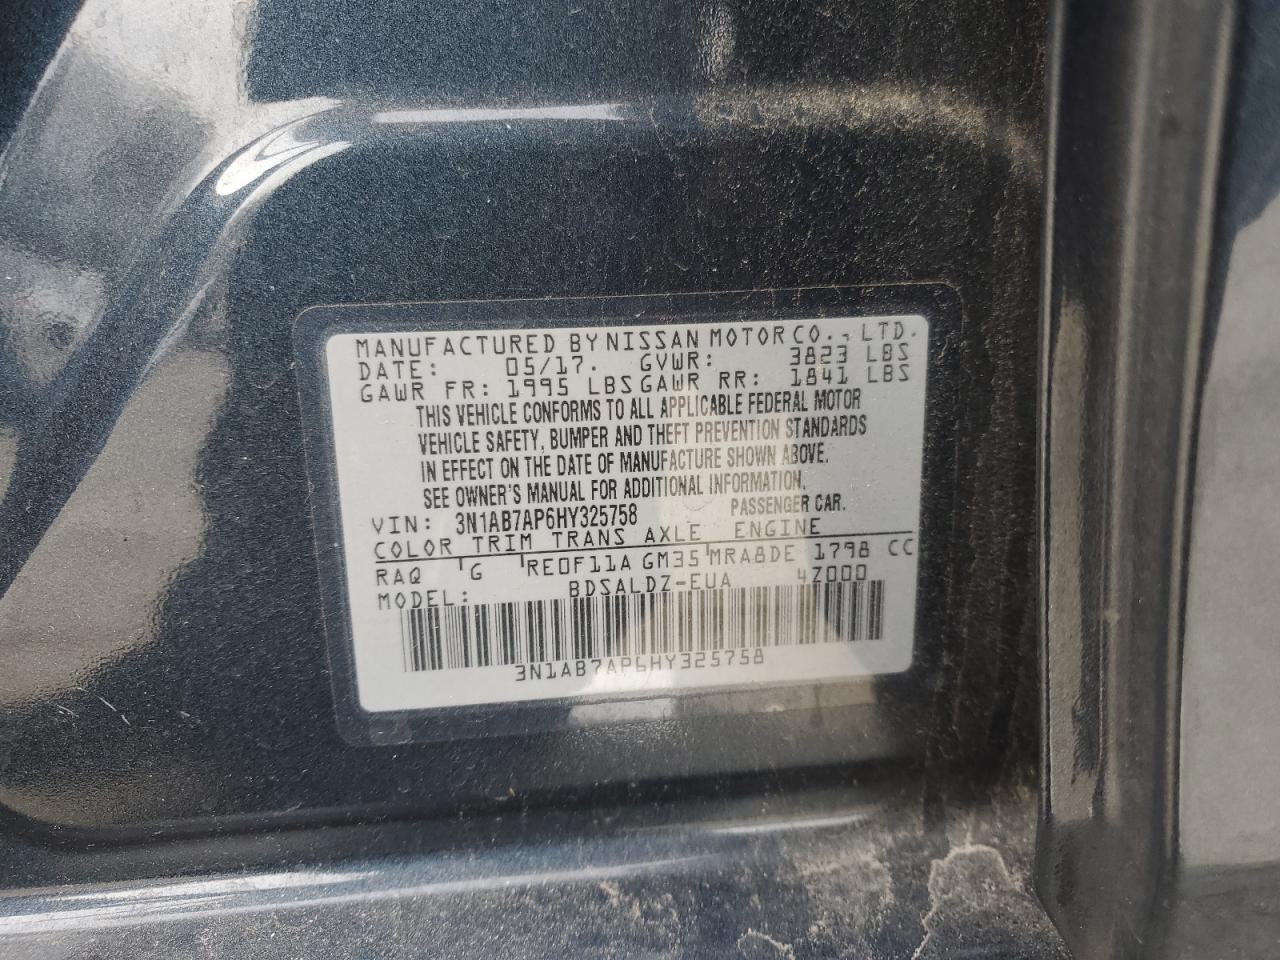 MANUFACTURED BY NISSAN MOTOR CO., LTD.
DATE: 05/17. GVWR: 3823 LBS
GAWR FR: 1995 LBS GAWR RR: 1841 LBS
THIS VEHICLE CONFORMS TO ALL APPLICABLE FEDERAL MOTOR
VEHICLE SAFETY, BUMPER AND THEFT PREVENTION STANDARDS
IN EFFECT ON THE DATE OF MANUFACTURE SHOWN ABOVE.
SEE OWNER'S MANUAL FOR ADDITIONAL INFORMATION.
VIN: 3N1AB7AP6HY325758 PASSENGER CAR.
COLOR TRIM TRANS AXLE ENGINE
RAQ G RE0F11A GM35 MRA8DE 1798 CC
MODEL: BDSALDZ-EUA 4Z000
3N1AB7AP6HY325758